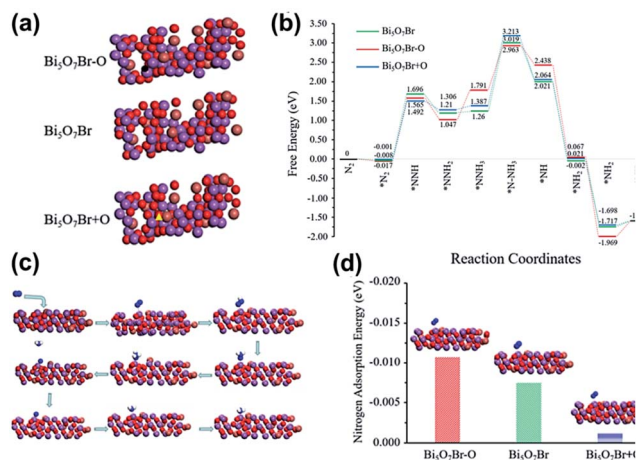 (a)
Bi₅O₇Br-O
Bi₅O₇Br
Bi₅O₇Br+O
(b)
Free Energy (eV)
3.50
3.00
2.50
2.00
1.50
1.00
0.50
0.00
-0.50
-1.00
-1.50
-2.00
Bi₅O₇Br
Bi₅O₇Br-O
Bi₅O₇Br+O
0
-0.001
-0.008
-0.017
1.696
1.565
1.492
1.306
1.21
1.047
1.791
1.387
1.26
3.213
3.019
2.963
2.438
2.064
2.021
0.067
0.021
-0.002
-1.698
-1.717
-1.969
N₂
*N₂
*NNH
*NNH₂
*NNH₃
*N-NH₃
*NH
*NH₂
*NH₂
Reaction Coordinates
(c)
(d)
Nitrogen Adsorption Energy (eV)
-0.020
-0.015
-0.010
-0.005
0.000
Bi₅O₇Br-O
Bi₅O₇Br
Bi₅O₇Br+O